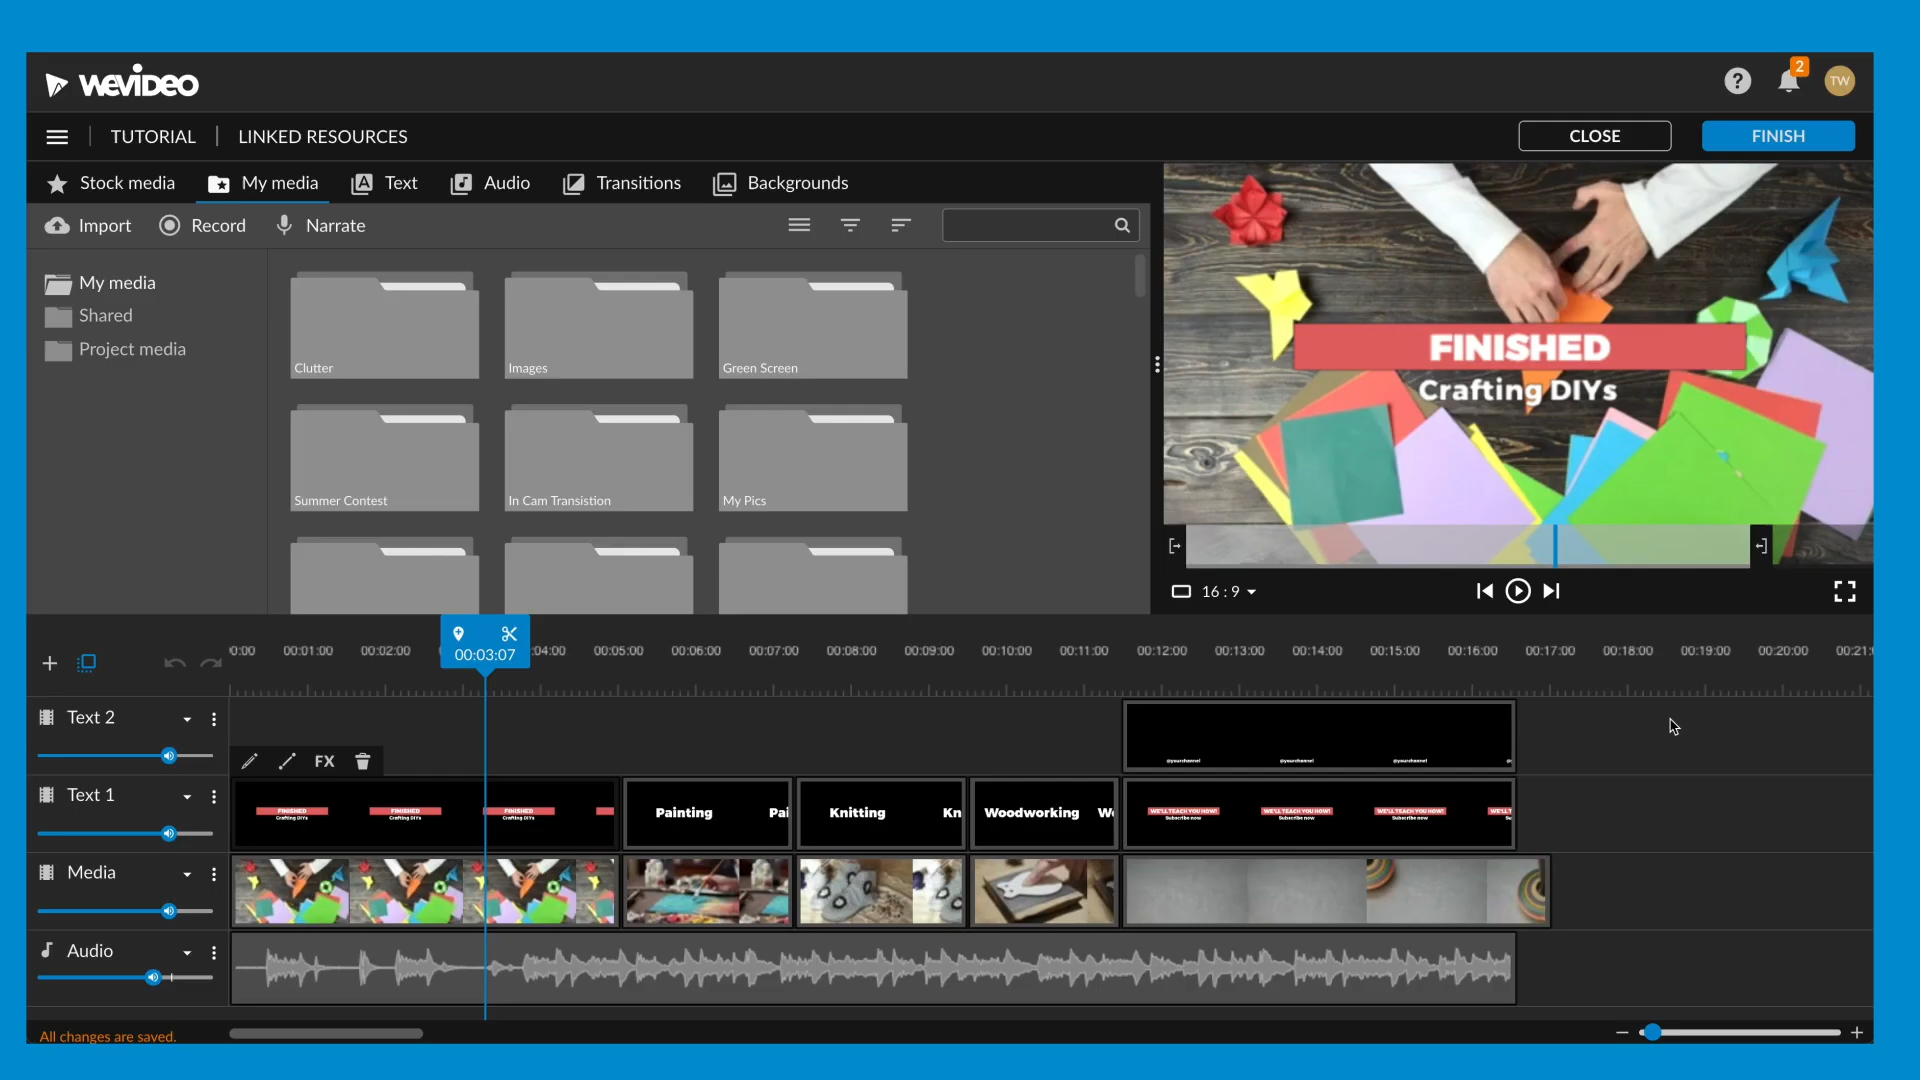 WEVIDEO
2
TW
TUTORIAL | LINKED RESOURCES
CLOSE
FINISH
Stock media
My media
Text
Audio
Transitions
Backgrounds
Import
Record
Narrate
My media
Shared
Project media
Clutter
Images
Green Screen
Summer Contest
In Cam Transistion
My Pics
FINISHED
Crafting DIYs
16 : 9
00:03:07
0:00 00:01:00 00:02:00 04:00 00:05:00 00:06:00 00:07:00 00:08:00 00:09:00 00:10:00 00:11:00 00:12:00 00:13:00 00:14:00 00:15:00 00:16:00 00:17:00 00:18:00 00:19:00 00:20:00 00:21:0
Text 2
@yourchannel @yourchannel @yourchannel
FX
Text 1
FINISHED FINISHED FINISHED
Crafting DIYs Crafting DIYs Crafting DIYs
Painting Pai
Knitting Kn
Woodworking Wo
WE'LL TEACH YOU HOW! WE'LL TEACH YOU HOW! WE'LL TEACH YOU HOW! WE'LL T
Subscribe now Subscribe now Subscribe now Su
Media
Audio
All changes are saved.